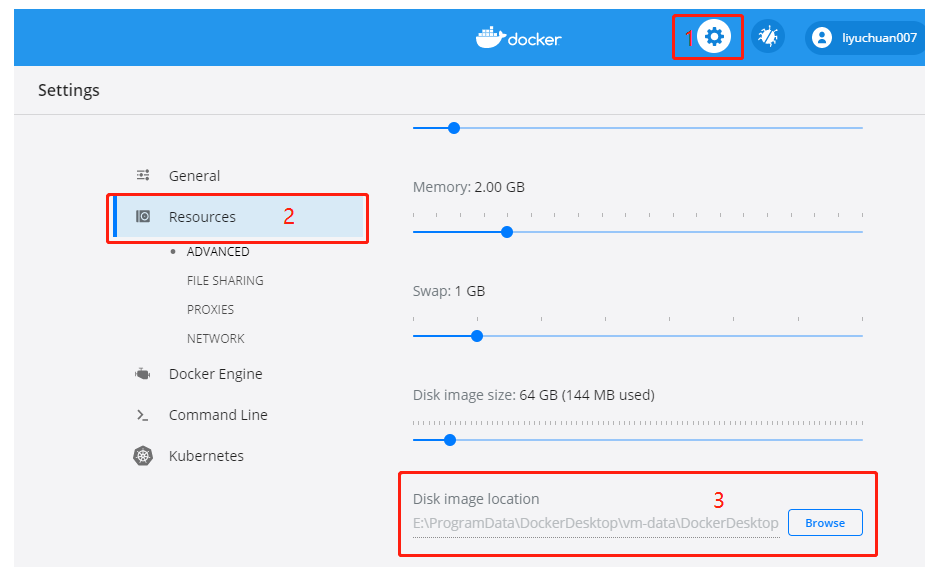 docker
1
liyuchuan007
Settings
General
Resources
2
ADVANCED
FILE SHARING
PROXIES
NETWORK
Docker Engine
Command Line
Kubernetes
Memory: 2.00 GB
Swap: 1 GB
Disk image size: 64 GB (144 MB used)
Disk image location
3
E:\ProgramData\DockerDesktop\vm-data\DockerDesktop
Browse